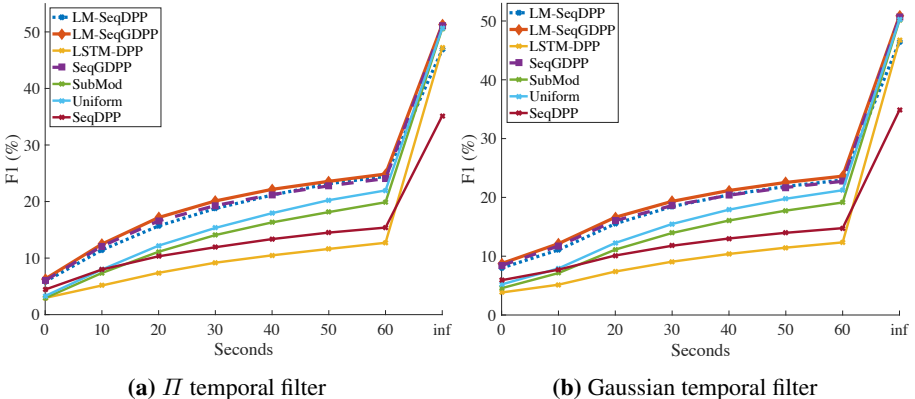 50
40
30
20
10
0
F1 (%)
LM-SeqDPP
LM-SeqGDPP
LSTM-DPP
SeqGDPP
SubMod
Uniform
SeqDPP
0 10 20 30 40 50 60 inf
Seconds
(a) Π temporal filter
50
40
30
20
10
0
F1 (%)
LM-SeqDPP
LM-SeqGDPP
LSTM-DPP
SeqGDPP
SubMod
Uniform
SeqDPP
0 10 20 30 40 50 60 inf
Seconds
(b) Gaussian temporal filter